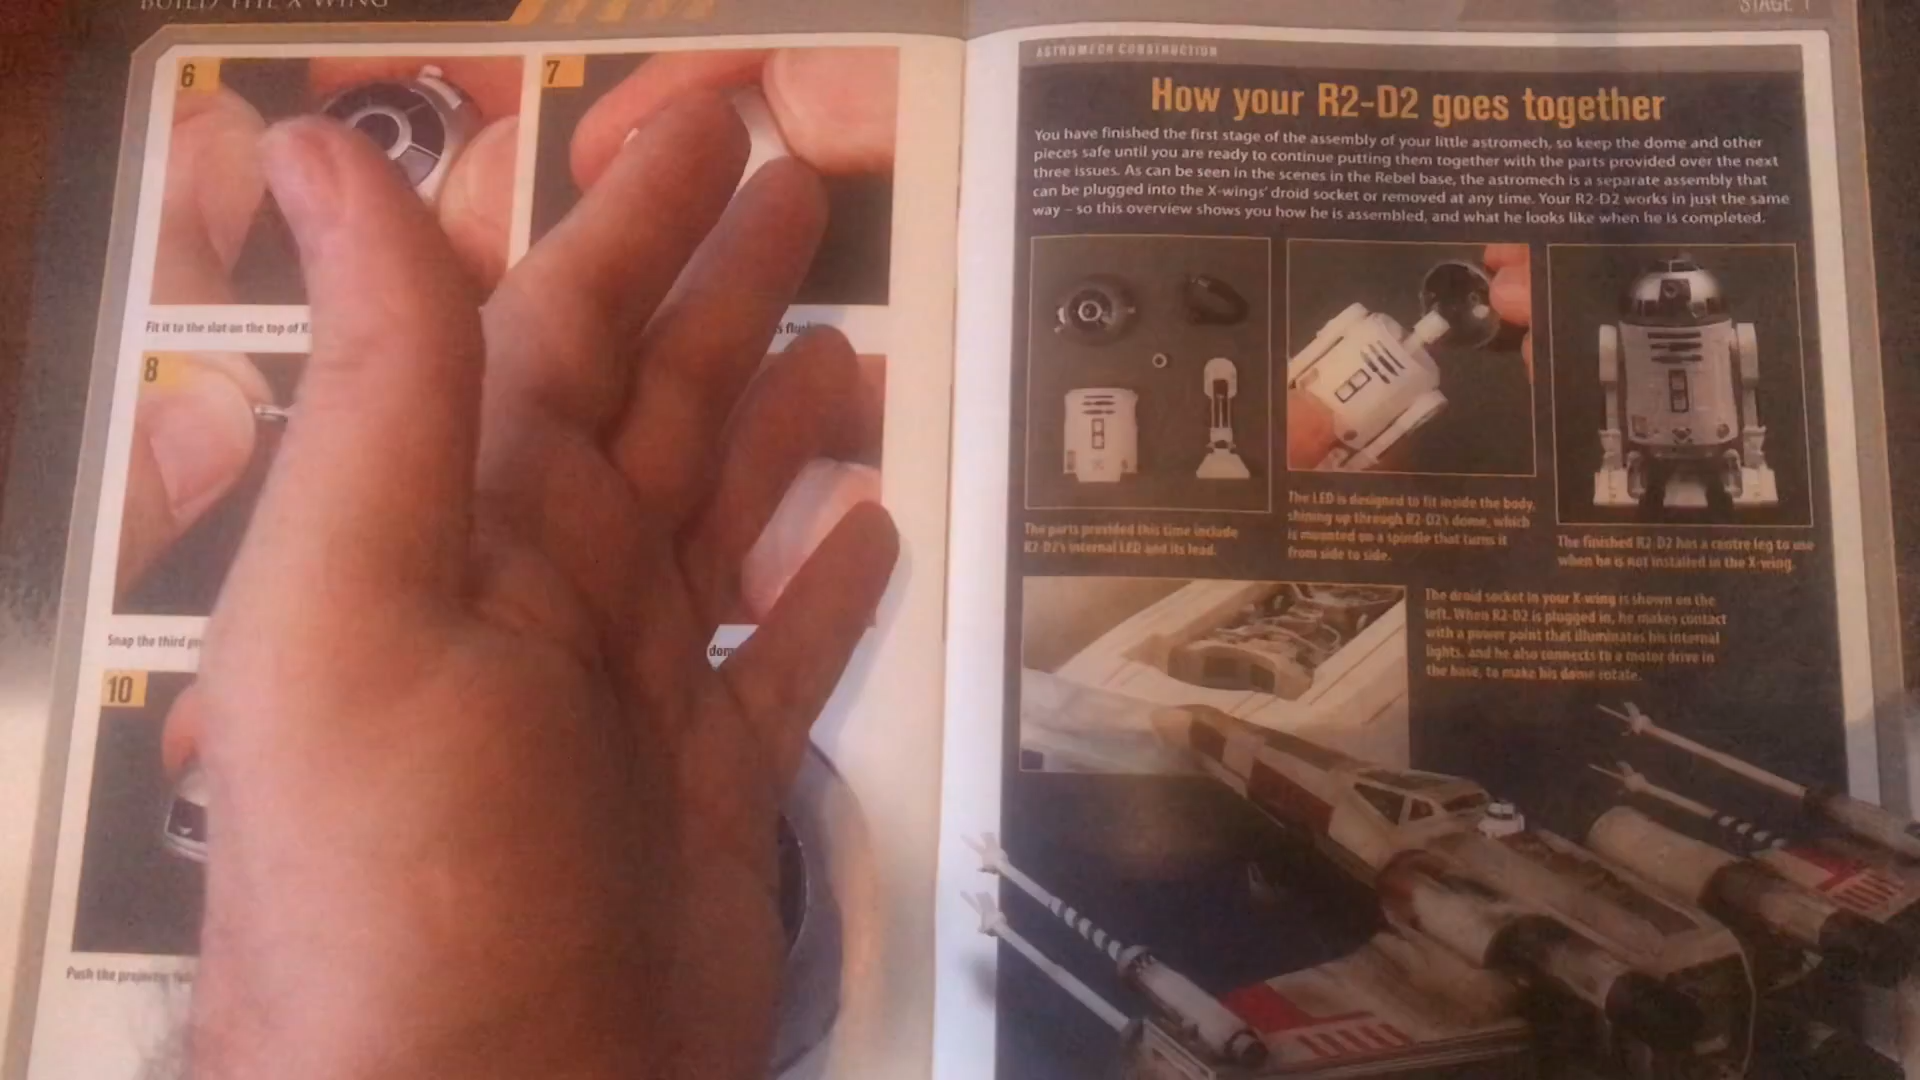 BUILD THE X-WING
6
7
Fit it to the slot on the top of
8
Snap the third
10
Push the projector
STAGE 1
ASTROMECH CONSTRUCTION
How your R2-D2 goes together
You have finished the first stage of the assembly of your little astromech, so keep the dome and other
pieces safe until you are ready to continue putting them together with the parts provided over the next
three issues. As can be seen in the scenes in the Rebel base, the astromech is a separate assembly that
can be plugged into the X-wings' droid socket or removed at any time. Your R2-D2 works in just the same
way – so this overview shows you how he is assembled, and what he looks like when he is completed.
The parts provided this time include
R2-D2's internal LED and its lead.
The LED is designed to fit inside the body,
shining up through R2-D2's dome, which
is mounted on a spindle that turns it
from side to side.
The finished R2-D2 has a centre leg to use
when he is not installed in the X-wing.
The droid socket in your X-wing is shown on the
left. When R2-D2 is plugged in, he makes contact
with a power point that illuminates his internal
lights, and he also connects to a motor drive in
the base, to make his dome rotate.